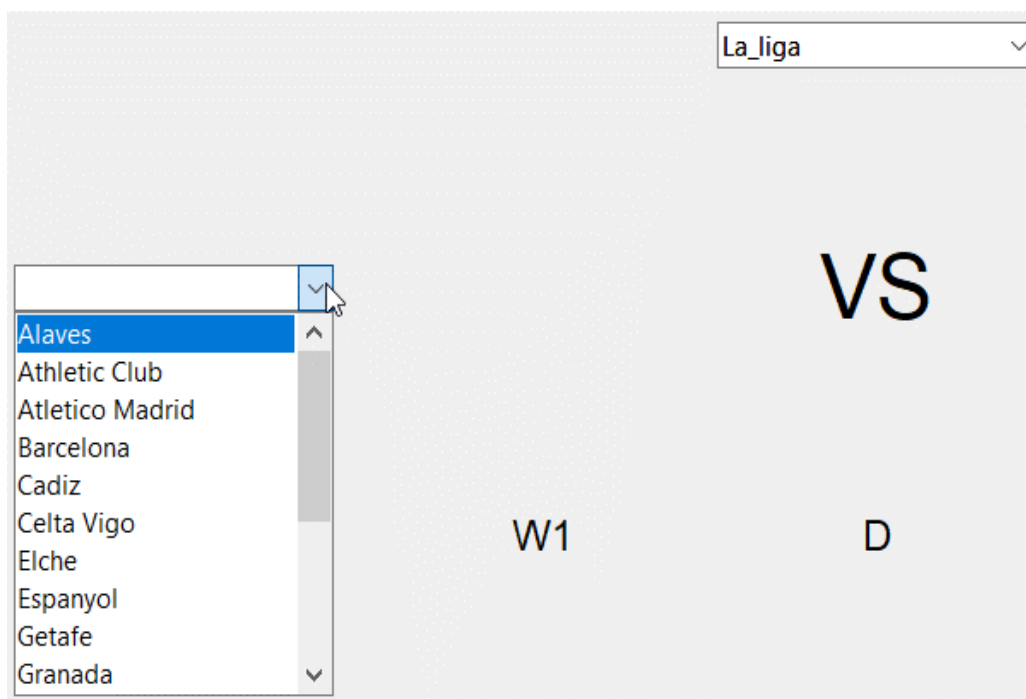 La_liga
VS
Alaves
Athletic Club
Atletico Madrid
Barcelona
Cadiz
Celta Vigo
Elche
Espanyol
Getafe
Granada
W1
D